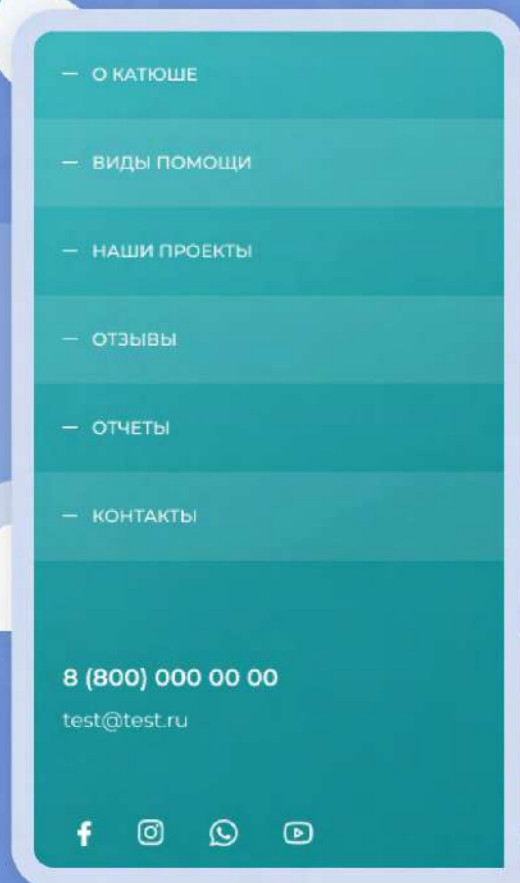 — О КАТЮШЕ
— ВИДЫ ПОМОЩИ
— НАШИ ПРОЕКТЫ
— ОТЗЫВЫ
— ОТЧЕТЫ
— КОНТАКТЫ
8 (800) 000 00 00
test@test.ru